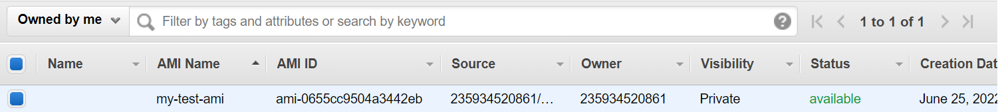 Owned by me Filter by tags and attributes or search by keyword ? 1 to 1 of 1
Name AMI Name AMI ID Source Owner Visibility Status Creation Dat
my-test-ami ami-0655cc9504a3442eb 235934520861/... 235934520861 Private available June 25, 2022